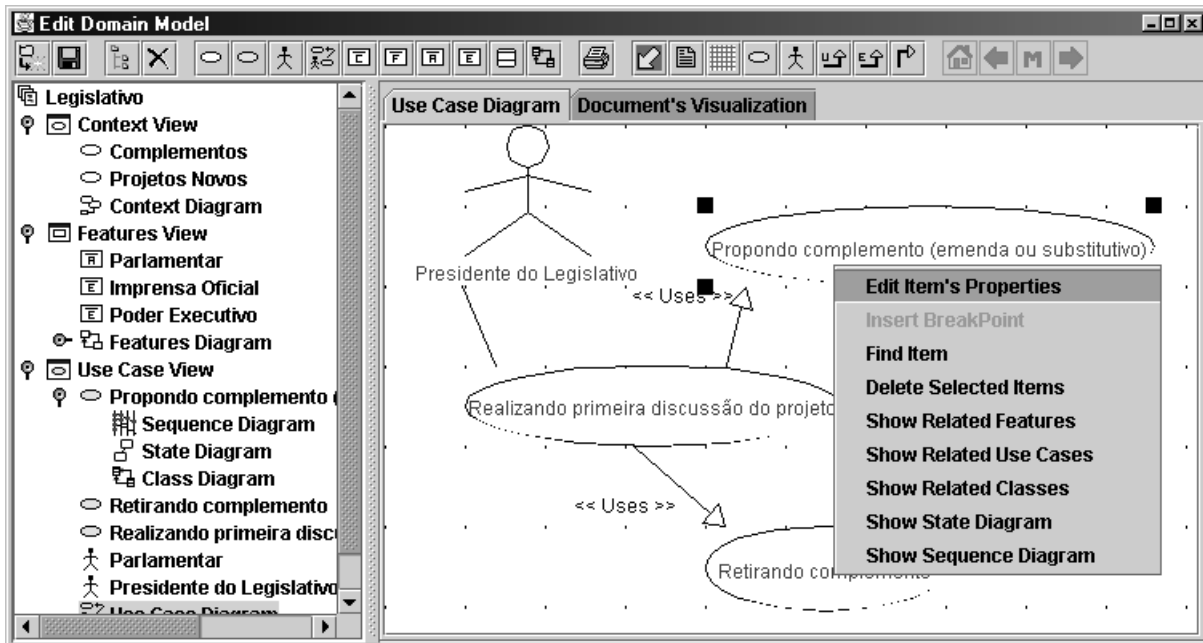 Edit Domain Model
C F A E
U E
M
Legislativo
Context View
Complementos
Projetos Novos
Context Diagram
Features View
A Parlamentar
E Imprensa Oficial
E Poder Executivo
Features Diagram
Use Case View
Propondo complemento (
Sequence Diagram
State Diagram
Class Diagram
Retirando complemento
Realizando primeira discu
Parlamentar
Presidente do Legislativo
Use Case Diagram
Use Case Diagram
Document's Visualization
Presidente do Legislativo
Propondo complemento (emenda ou substitutivo)
<< Uses >>
Realizando primeira discussão do projeto
<< Uses >>
Retirando complemento
Edit Item's Properties
Insert BreakPoint
Find Item
Delete Selected Items
Show Related Features
Show Related Use Cases
Show Related Classes
Show State Diagram
Show Sequence Diagram